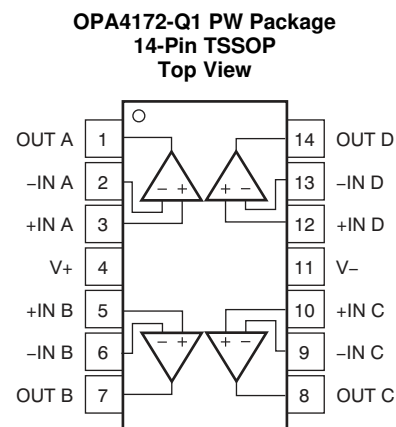 OPA4172-Q1 PW Package
14-Pin TSSOP
Top View
OUT A 1 14 OUT D
−IN A 2 − + + − 13 −IN D
+IN A 3 12 +IN D
V+ 4 11 V−
+IN B 5 10 +IN C
−IN B 6 − + + − 9 −IN C
OUT B 7 8 OUT C